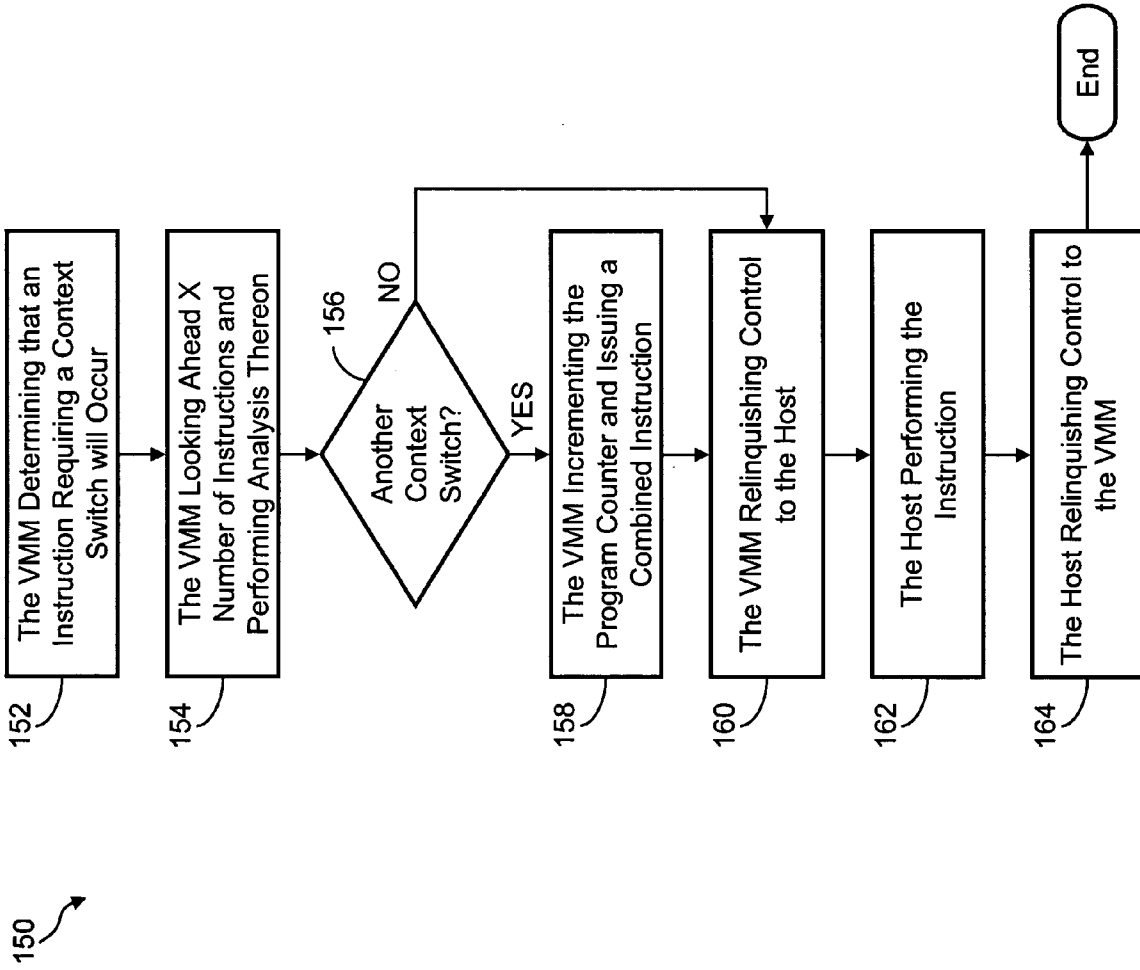 150
152
The VMM Determining that an
Instruction Requiring a Context
Switch will Occur
154
The VMM Looking Ahead X
Number of Instructions and
Performing Analysis Thereon
156
Another
Context
Switch?
NO
YES
158
The VMM Incrementing the
Program Counter and Issuing a
Combined Instruction
160
The VMM Relinquishing Control
to the Host
162
The Host Performing the
Instruction
164
The Host Relinquishing Control to
the VMM
End